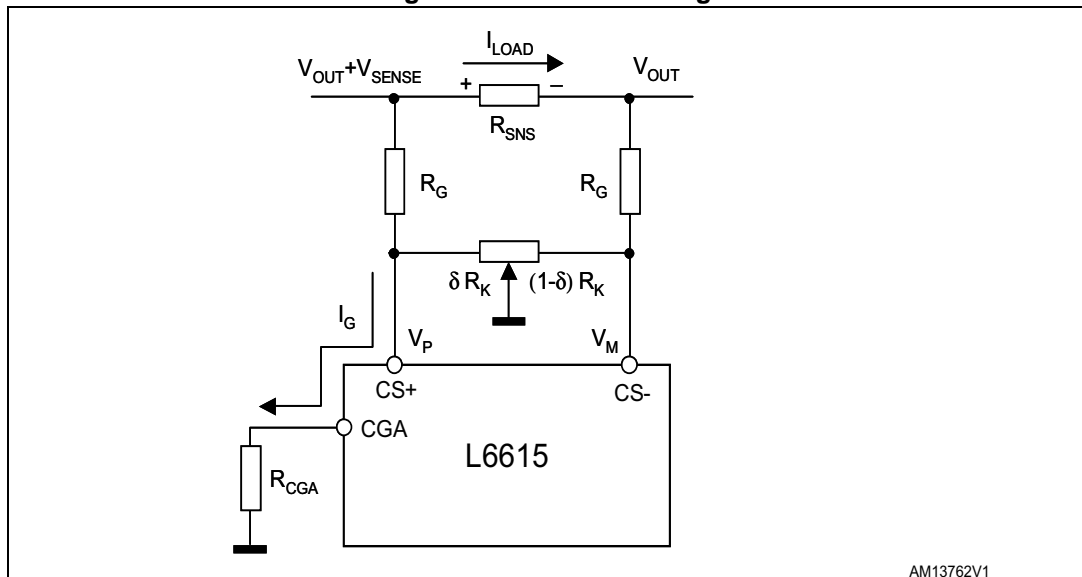 I_LOAD
V_OUT+V_SENSE
V_OUT
+
–
R_SNS
R_G
R_G
δ R_K
(1-δ) R_K
I_G
V_P
V_M
CS+
CS-
CGA
L6615
R_CGA
AM13762V1